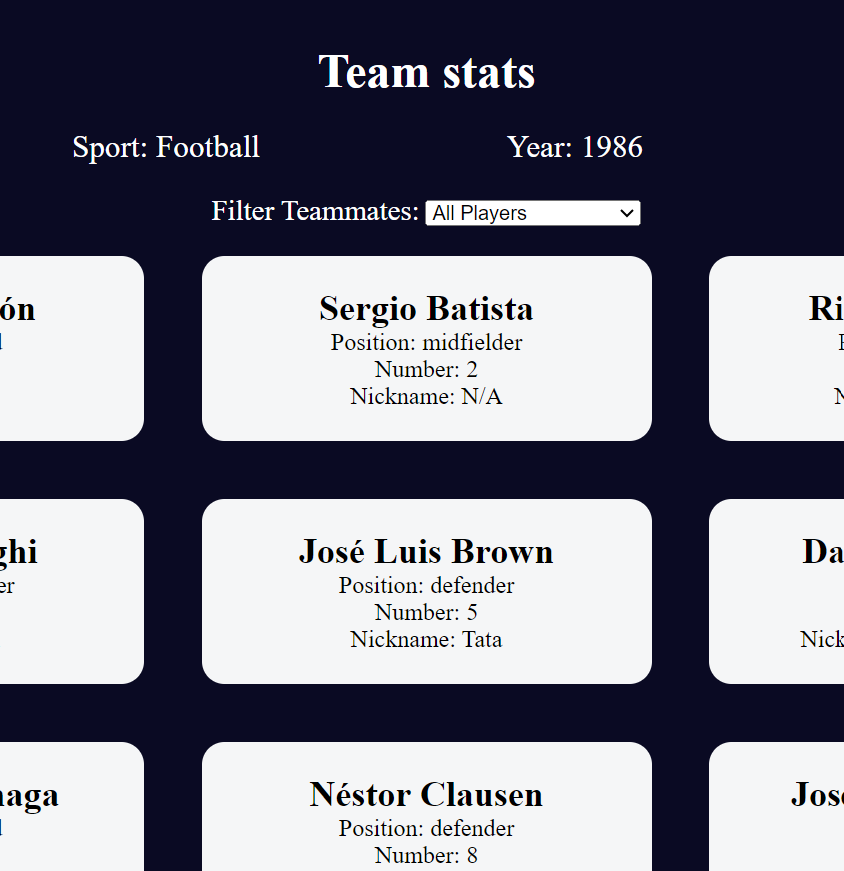 Team stats
Sport: Football Year: 1986
Filter Teammates: All Players
ón Sergio Batista Ri
Position: midfielder
Number: 2
Nickname: N/A N
ghi José Luis Brown Da
er Position: defender
Number: 5
Nickname: Tata Nick
naga Néstor Clausen Jos
Position: defender
Number: 8